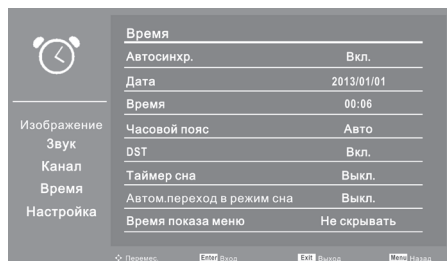 Время
Автосинхр. Вкл.
Дата 2013/01/01
Время 00:06
Часовой пояс Авто
DST Вкл.
Таймер сна Выкл.
Автом.переход в режим сна Выкл.
Время показа меню Не скрывать
Изображение
Звук
Канал
Время
Настройка
Перемес. Enter Вход Exit Выход Menu Назад